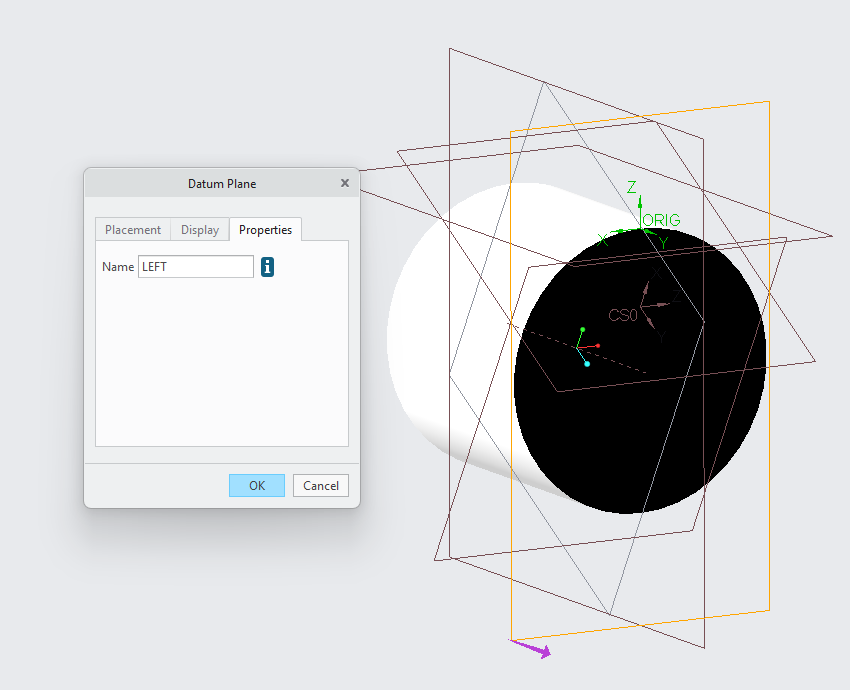 Datum Plane
Placement Display Properties
Name LEFT
OK Cancel
Z
ORIG
X Y
X
Z
CS0
Y